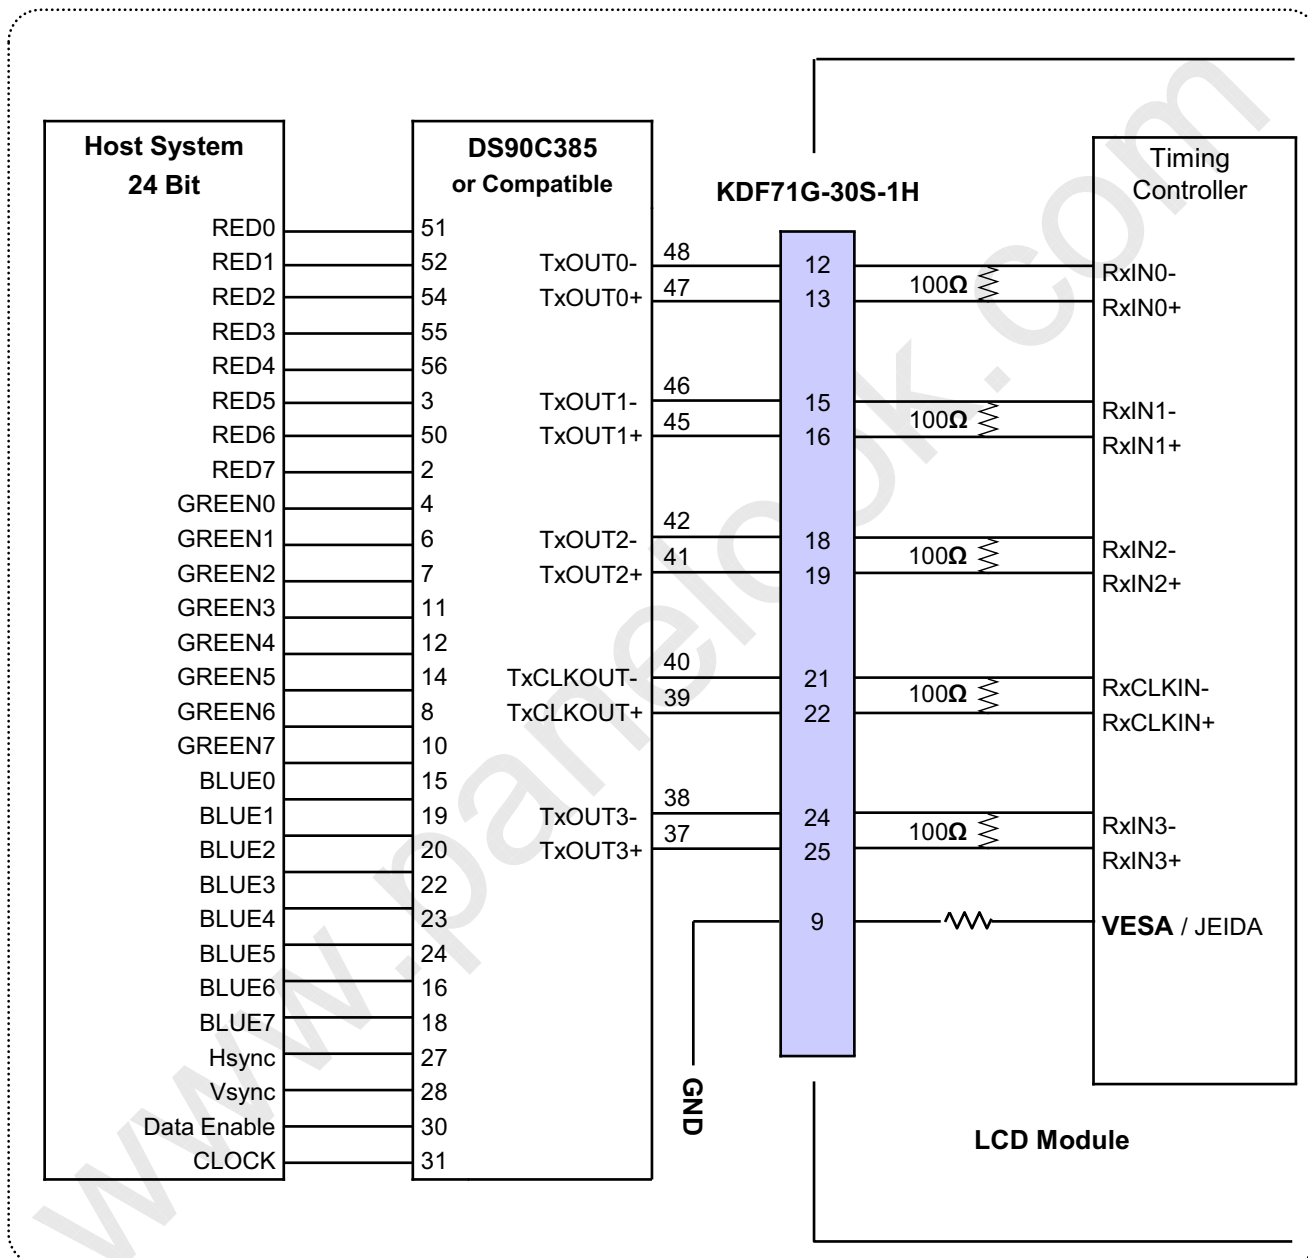 Host System
24 Bit
RED0
RED1
RED2
RED3
RED4
RED5
RED6
RED7
GREEN0
GREEN1
GREEN2
GREEN3
GREEN4
GREEN5
GREEN6
GREEN7
BLUE0
BLUE1
BLUE2
BLUE3
BLUE4
BLUE5
BLUE6
BLUE7
Hsync
Vsync
Data Enable
CLOCK
DS90C385
or Compatible
51
52
54
55
56
3
50
2
4
6
7
11
12
14
8
10
15
19
20
22
23
24
16
18
27
28
30
31
TxOUT0-
TxOUT0+
TxOUT1-
TxOUT1+
TxOUT2-
TxOUT2+
TxCLKOUT-
TxCLKOUT+
TxOUT3-
TxOUT3+
48
47
46
45
42
41
40
39
38
37
GND
KDF71G-30S-1H
12
13
15
16
18
19
21
22
24
25
9
100Ω
100Ω
100Ω
100Ω
100Ω
Timing
Controller
RxIN0-
RxIN0+
RxIN1-
RxIN1+
RxIN2-
RxIN2+
RxCLKIN-
RxCLKIN+
RxIN3-
RxIN3+
VESA / JEIDA
LCD Module
www.panelook.com